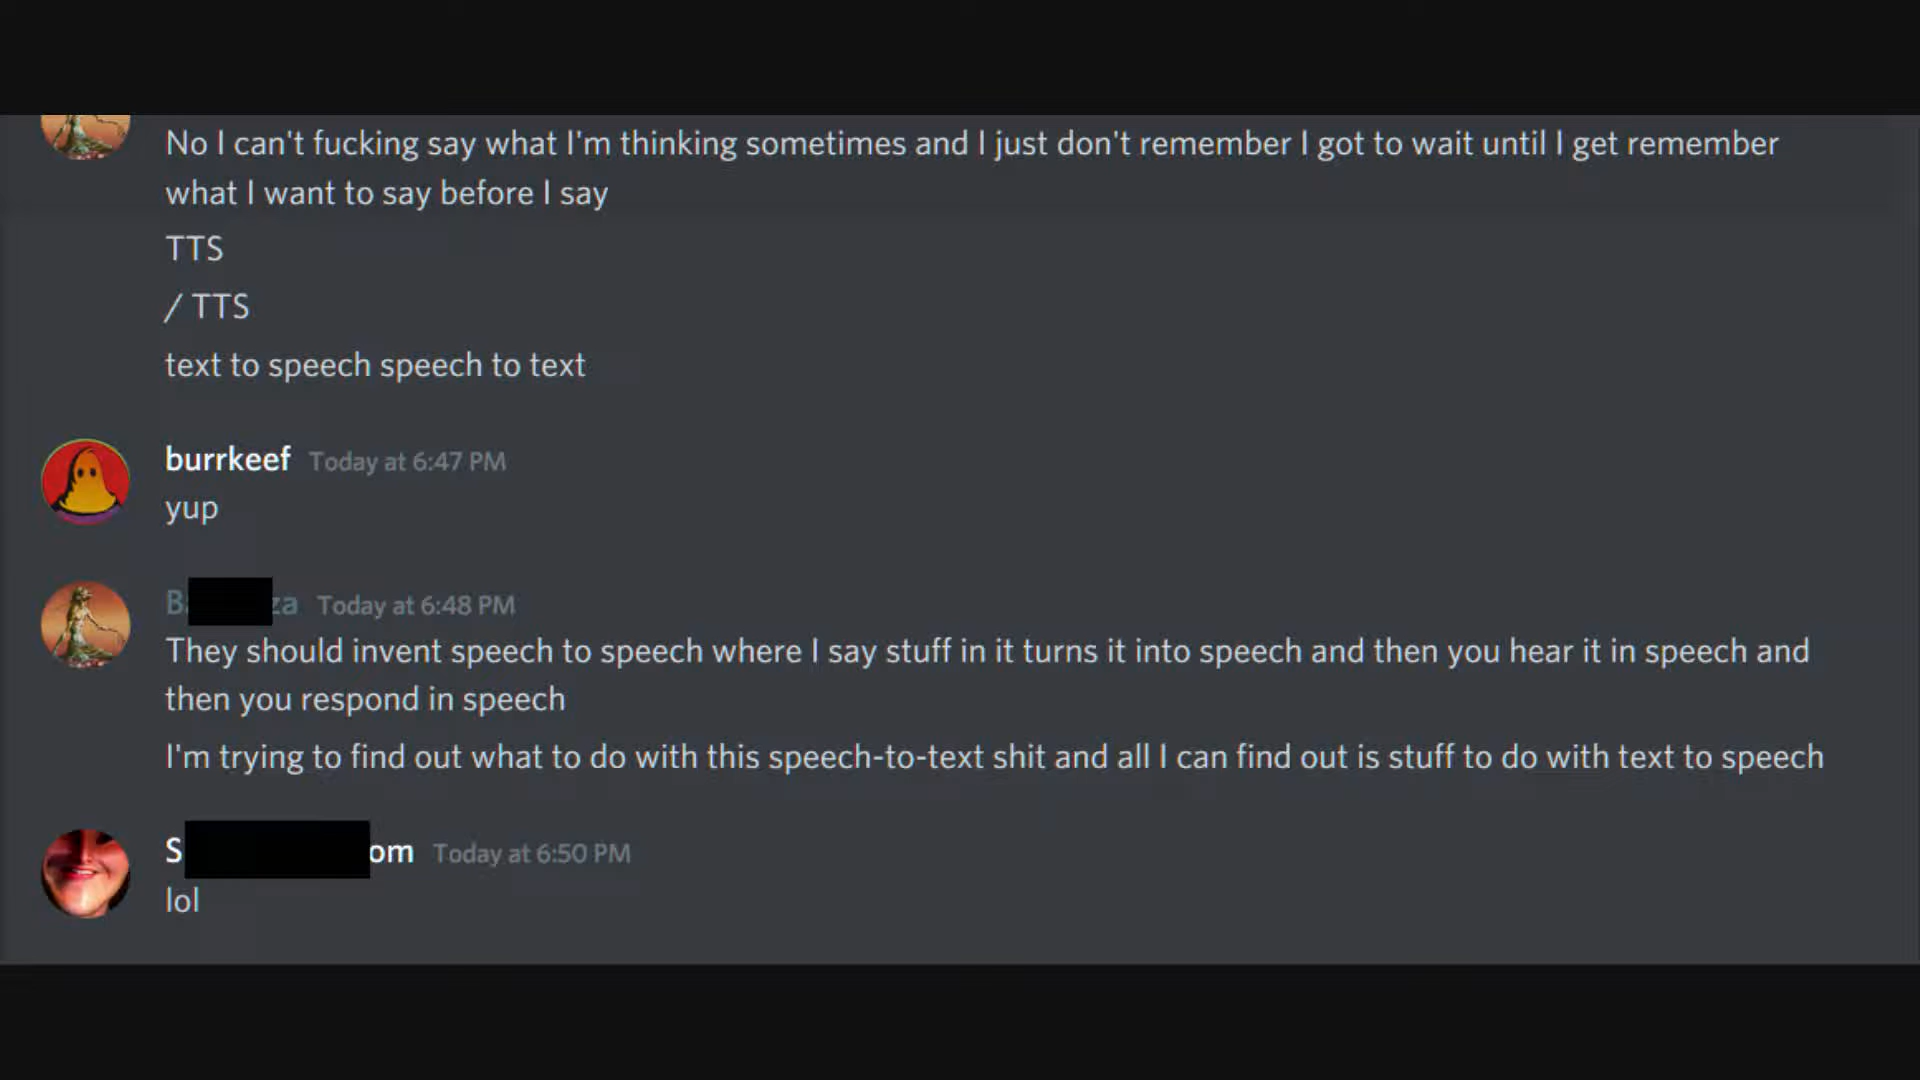 No I can't fucking say what I'm thinking sometimes and I just don't remember I got to wait until I get remember
what I want to say before I say
TTS
/ TTS
text to speech speech to text
burrkeef Today at 6:47 PM
yup
B za Today at 6:48 PM
They should invent speech to speech where I say stuff in it turns it into speech and then you hear it in speech and
then you respond in speech
I'm trying to find out what to do with this speech-to-text shit and all I can find out is stuff to do with text to speech
S om Today at 6:50 PM
lol